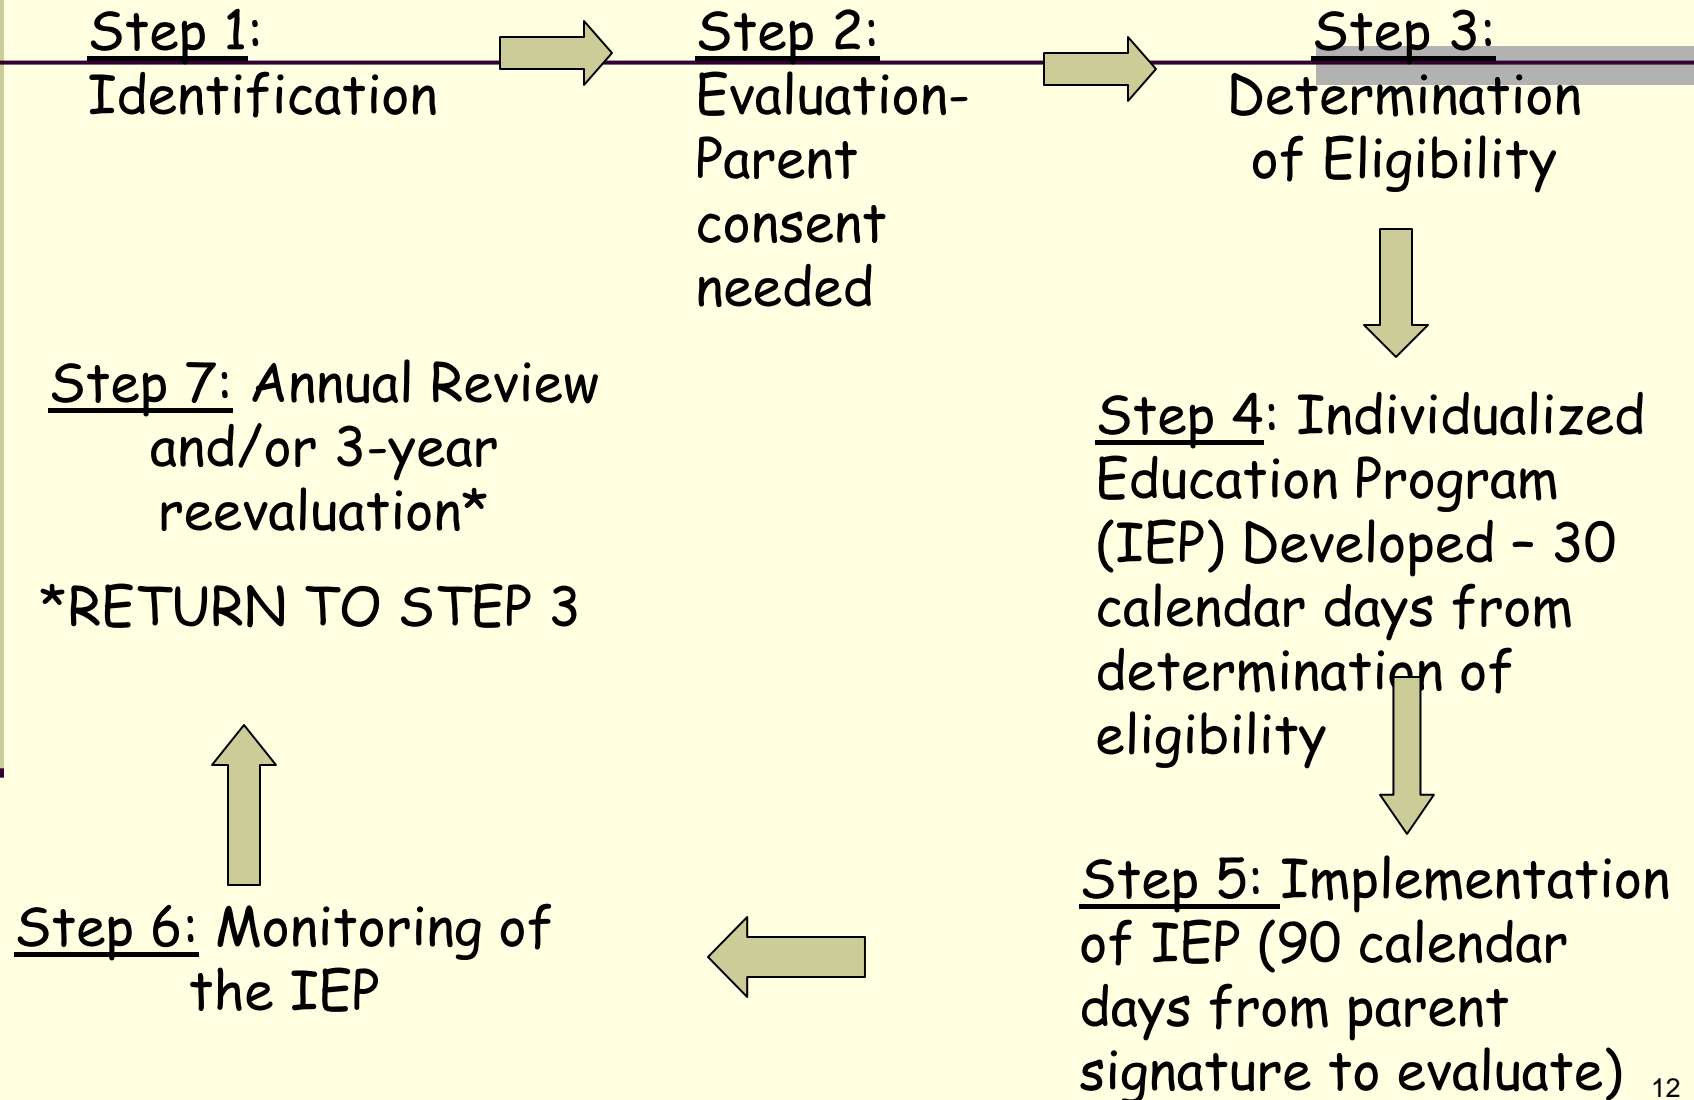 Step 1:
Identification
Step 2:
Evaluation-
Parent
consent
needed
Step 3:
Determination
of Eligibility
Step 4: Individualized
Education Program
(IEP) Developed – 30
calendar days from
determination of
eligibility
Step 5: Implementation
of IEP (90 calendar
days from parent
signature to evaluate)
Step 6: Monitoring of
the IEP
Step 7: Annual Review
and/or 3-year
reevaluation*
*RETURN TO STEP 3
12